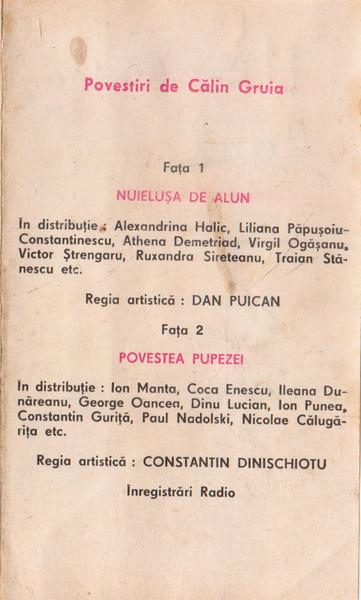 Povestiri de Călin Gruia
Fața 1
NUIELUȘA DE ALUN
În distribuție : Alexandrina Halic, Liliana Păpușoiu-
Constantinescu, Athena Demetriad, Virgil Ogășanu,
Victor Ștrengaru, Ruxandra Sireteanu, Traian Stă-
nescu etc.
Regia artistică : DAN PUICAN
Fața 2
POVESTEA PUPEZEI
In distribuție : Ion Manta, Coca Enescu, Ileana Du-
năreanu, George Oancea, Dinu Lucian, Ion Punea,
Constantin Guriță, Paul Nadolski, Nicolae Călugă-
rița etc.
Regia artistică : CONSTANTIN DINISCHIOTU
Înregistrări Radio